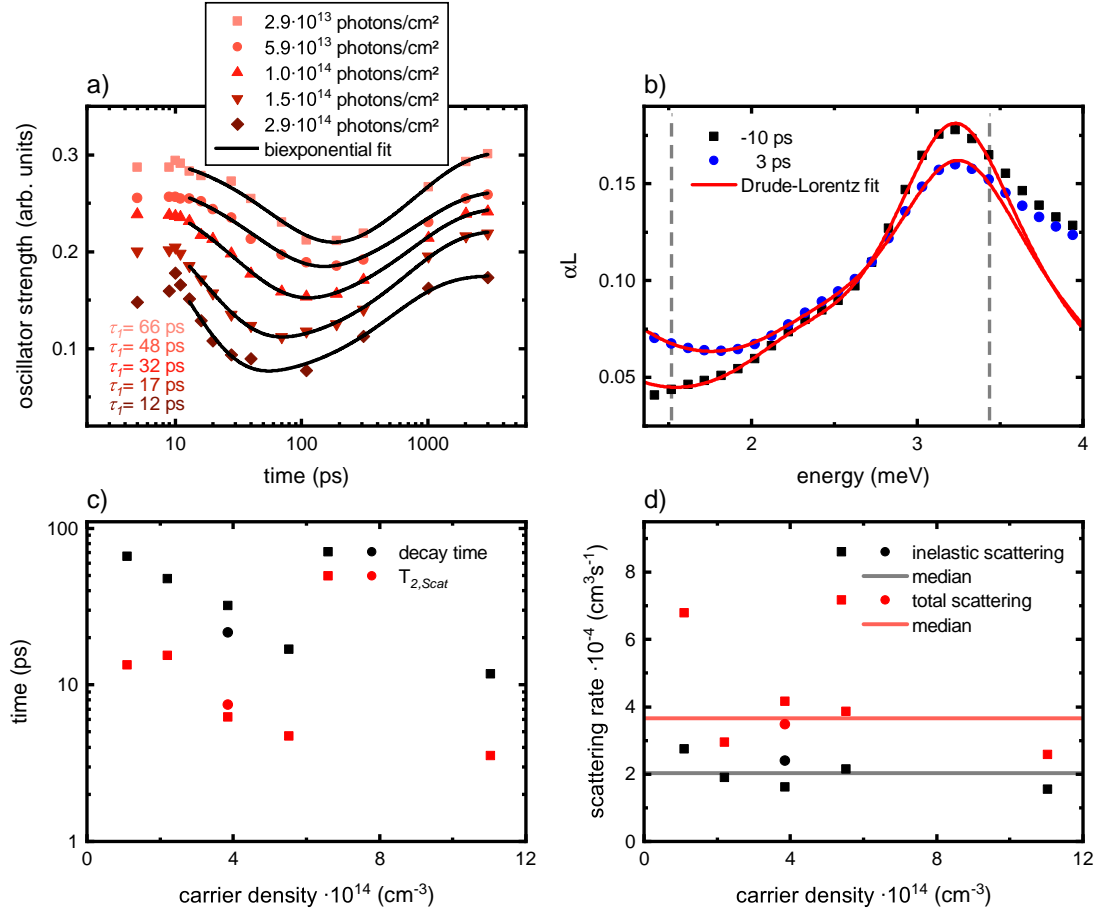 a)
2.9·10¹³ photons/cm²
5.9·10¹³ photons/cm²
1.0·10¹⁴ photons/cm²
1.5·10¹⁴ photons/cm²
2.9·10¹⁴ photons/cm²
biexponential fit
0.3
0.2
0.1
oscillator strength (arb. units)
τ₁= 66 ps
τ₁= 48 ps
τ₁= 32 ps
τ₁= 17 ps
τ₁= 12 ps
10 100 1000
time (ps)
b)
-10 ps
3 ps
Drude-Lorentz fit
0.15
0.10
0.05
αL
2 3 4
energy (meV)
c)
decay time
T2,Scat
100
10
1
time (ps)
0 4 8 12
carrier density ·10¹⁴ (cm⁻³)
d)
inelastic scattering
median
total scattering
median
8
6
4
2
0
scattering rate ·10⁻⁴ (cm³s⁻¹)
0 4 8 12
carrier density ·10¹⁴ (cm⁻³)